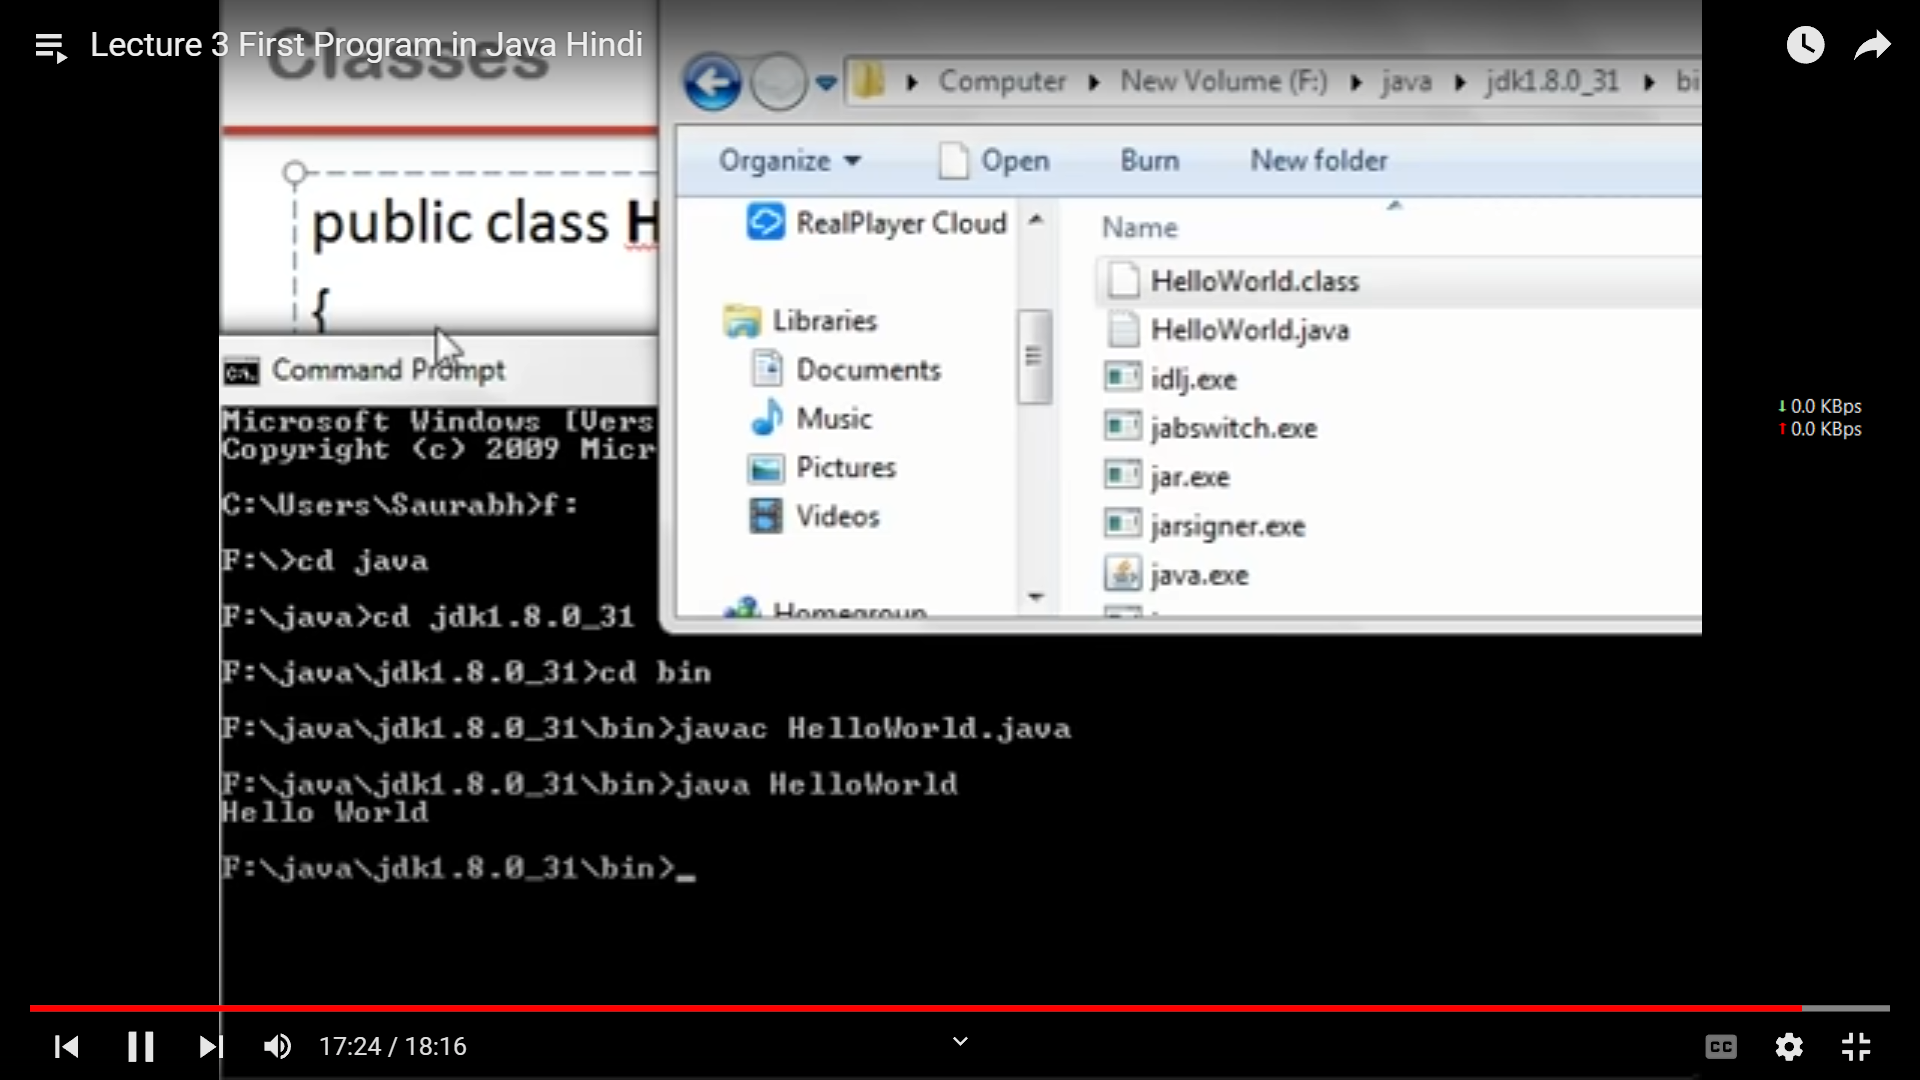 Lecture 3 First Program in Java Hindi
Classes
Computer New Volume (F:) java jdk1.8.0_31
Organize Open Burn New folder
public class H
{
RealPlayer Cloud
Libraries
Documents
Music
Pictures
Videos
Homegroup
Name
HelloWorld.class
HelloWorld.java
idlj.exe
jabswitch.exe
jar.exe
jarsigner.exe
java.exe
C:\.
Command Prompt
Microsoft Windows [Vers
Copyright (c) 2009 Micr
C:\Users\Saurabh>f:
F:\>cd java
F:\java>cd jdk1.8.0_31
F:\java\jdk1.8.0_31>cd bin
F:\java\jdk1.8.0_31\bin>javac HelloWorld.java
F:\java\jdk1.8.0_31\bin>java HelloWorld
Hello World
F:\java\jdk1.8.0_31\bin>_
0.0 KBps
0.0 KBps
17:24 / 18:16
CC